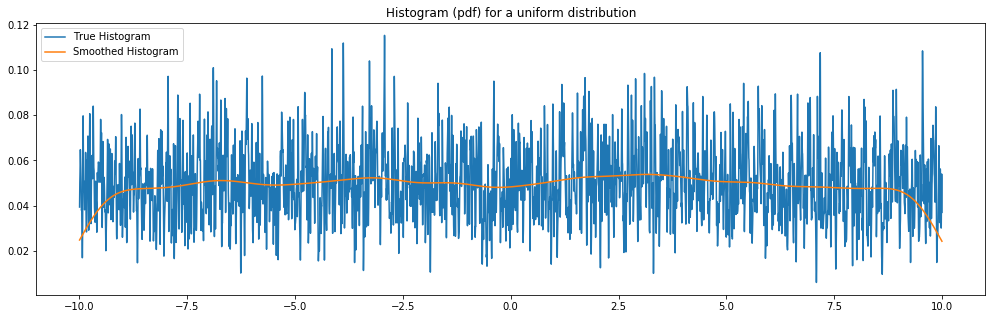 Histogram (pdf) for a uniform distribution
True Histogram
Smoothed Histogram
0.12
0.10
0.08
0.06
0.04
0.02
−10.0 −7.5 −5.0 −2.5 0.0 2.5 5.0 7.5 10.0